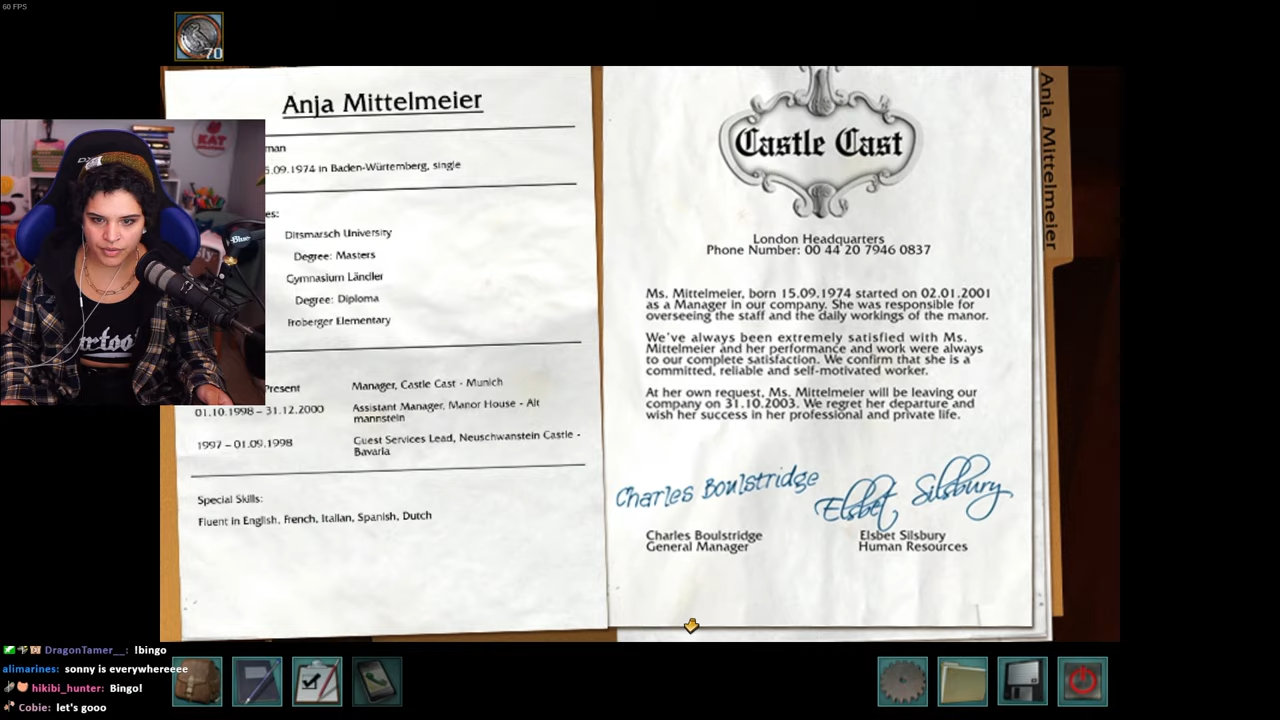 60 FPS
70
Anja Mittelmeier
man
5.09.1974 in Baden-Würtemberg, single
es:
Ditsmarsch University
Degree: Masters
Gymnasium Ländler
Degree: Diploma
Froberger Elementary
Present
Manager, Castle Cast - Munich
01.10.1998 – 31.12.2000
Assistant Manager, Manor House - Alt
mannstein
1997 – 01.09.1998
Guest Services Lead, Neuschwanstein Castle -
Bavaria
Special Skills:
Fluent in English, French, Italian, Spanish, Dutch
Castle Cast
London Headquarters
Phone Number: 00 44 20 7946 0837
Ms. Mittelmeier, born 15.09.1974 started on 02.01.2001
as a Manager in our company. She was responsible for
overseeing the staff and the daily workings of the manor.
We've always been extremely satisfied with Ms.
Mittelmeier and her performance and work were always
to our complete satisfaction. We confirm that she is a
committed, reliable and self-motivated worker.
At her own request, Ms. Mittelmeier will be leaving our
company on 31.10.2003. We regret her departure and
wish her success in her professional and private life.
Charles Boulstridge
Elsbet Silsbury
Charles Boulstridge
General Manager
Elsbet Silsbury
Human Resources
Anja Mittelmeier
KAT
Blue
DragonTamer__: !bingo
alimarines: sonny is everywhereeee
hikibi_hunter: Bingo!
Cobie: let's gooo